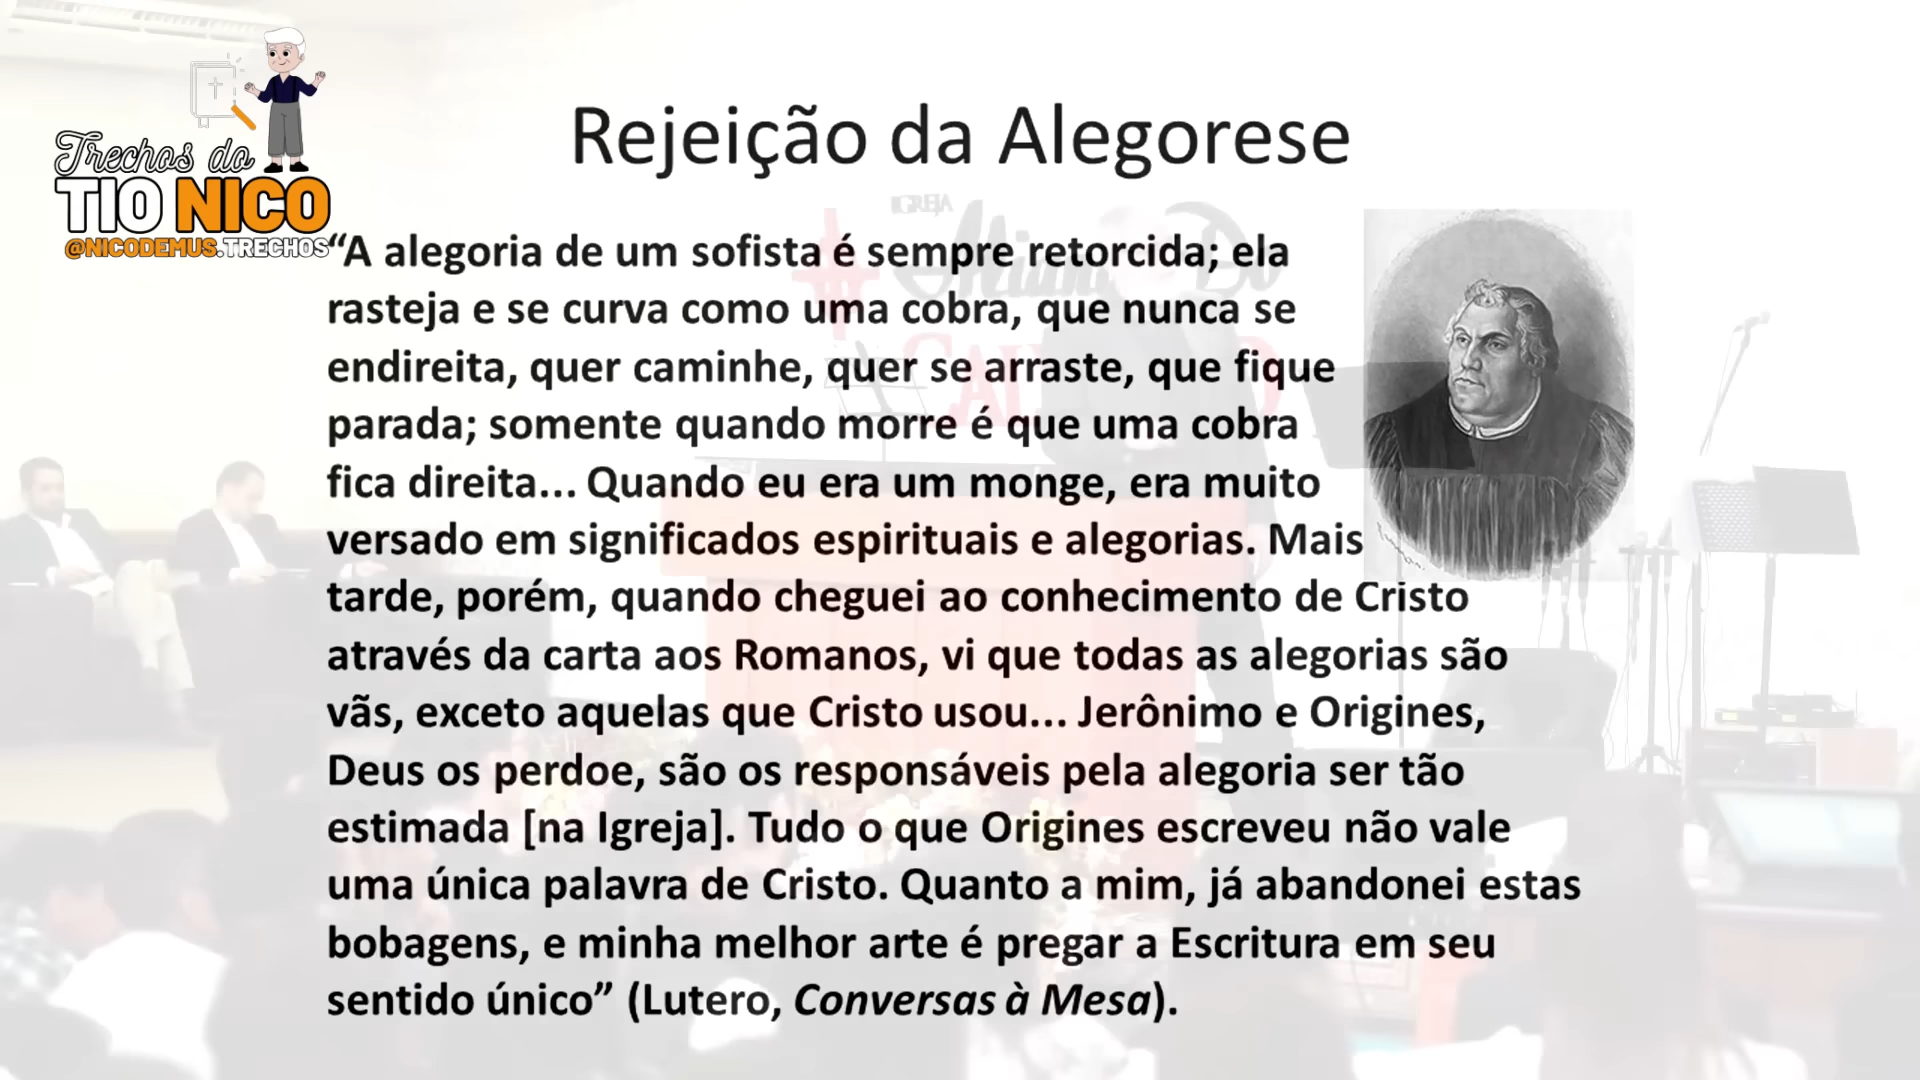 Trechos do
TIO NICO
@NICODEMUS.TRECHOS
Rejeição da Alegorese
“A alegoria de um sofista é sempre retorcida; ela
rasteja e se curva como uma cobra, que nunca se
endireita, quer caminhe, quer se arraste, que fique
parada; somente quando morre é que uma cobra
fica direita... Quando eu era um monge, era muito
versado em significados espirituais e alegorias. Mais
tarde, porém, quando cheguei ao conhecimento de Cristo
através da carta aos Romanos, vi que todas as alegorias são
vãs, exceto aquelas que Cristo usou... Jerônimo e Origines,
Deus os perdoe, são os responsáveis pela alegoria ser tão
estimada [na Igreja]. Tudo o que Origines escreveu não vale
uma única palavra de Cristo. Quanto a mim, já abandonei estas
bobagens, e minha melhor arte é pregar a Escritura em seu
sentido único” (Lutero, Conversas à Mesa).
IGREJA